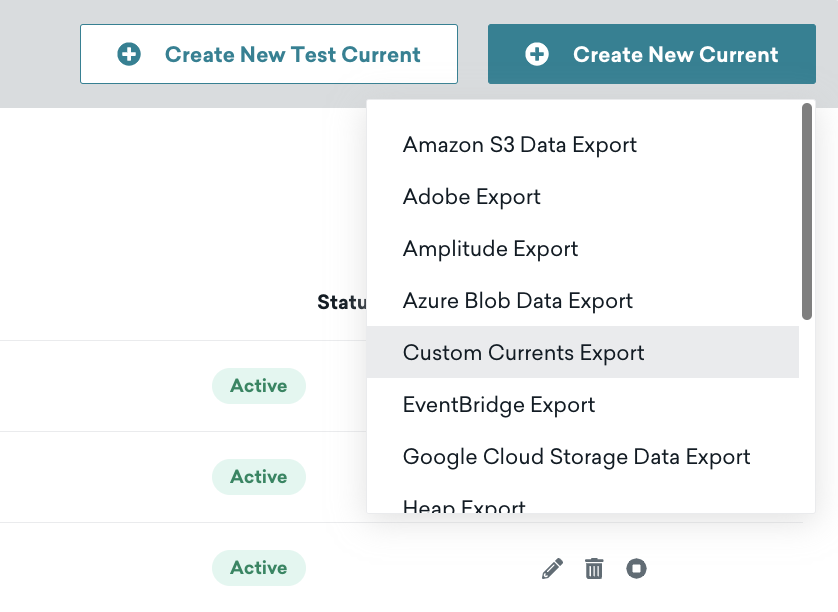 Create New Test Current
Create New Current
Amazon S3 Data Export
Adobe Export
Amplitude Export
Azure Blob Data Export
Statu
Custom Currents Export
Active
EventBridge Export
Google Cloud Storage Data Export
Active
Heap Export
Active